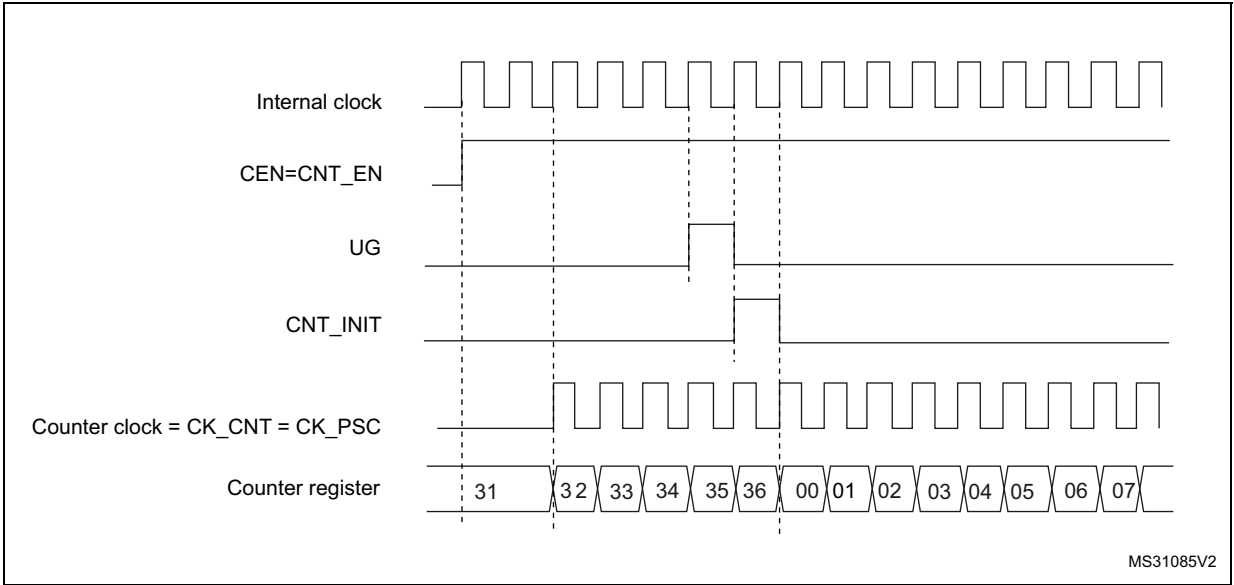 Internal clock
CEN=CNT_EN
UG
CNT_INIT
Counter clock = CK_CNT = CK_PSC
Counter register 31 32 33 34 35 36 00 01 02 03 04 05 06 07
MS31085V2